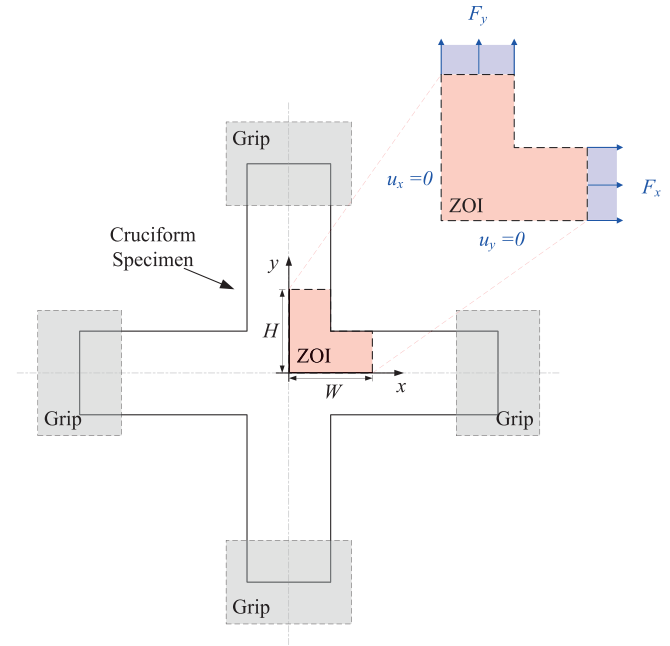 F_y
Grip
u_x =0
F_x
ZOI
u_y =0
Cruciform
Specimen
y
H
ZOI
W
x
Grip
Grip
Grip